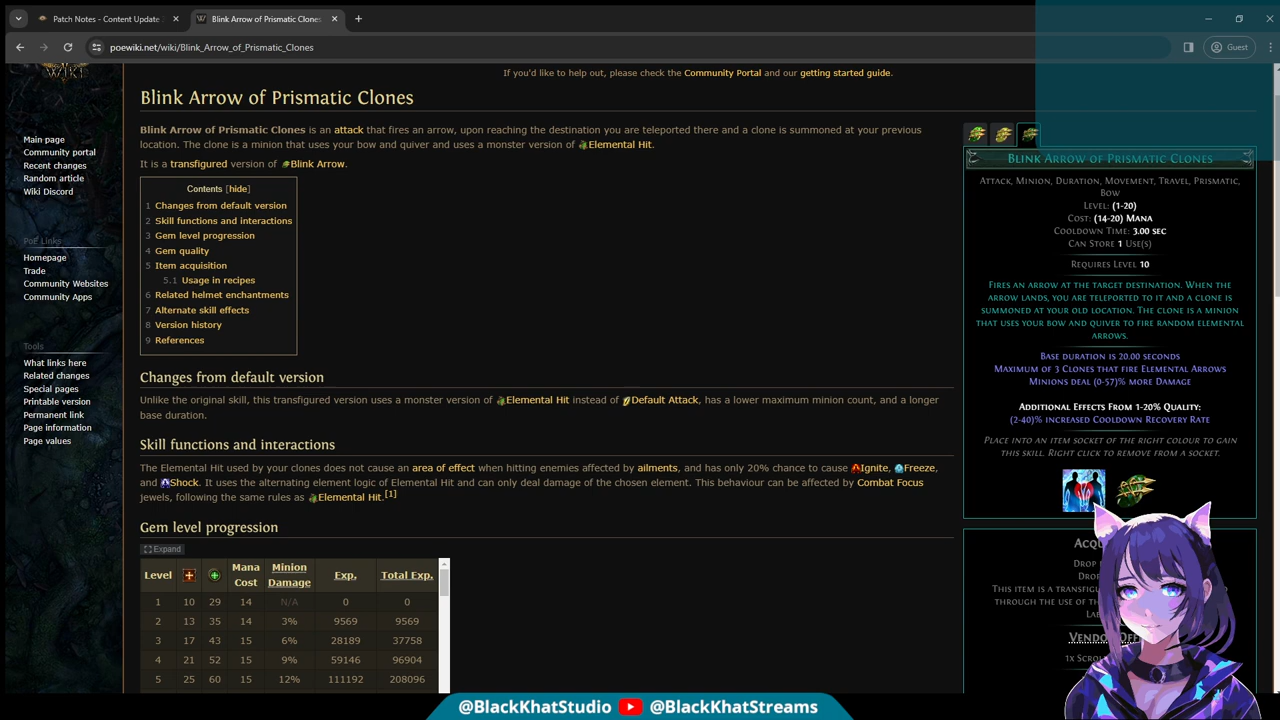 Patch Notes - Content Update
Blink Arrow of Prismatic Clones
poewiki.net/wiki/Blink_Arrow_of_Prismatic_Clones
Guest
WIKI
If you'd like to help out, please check the Community Portal and our getting started guide.
Main page
Community portal
Recent changes
Random article
Wiki Discord
PoE Links
Homepage
Trade
Community Websites
Community Apps
Tools
What links here
Related changes
Special pages
Printable version
Permanent link
Page information
Page values
Blink Arrow of Prismatic Clones
Blink Arrow of Prismatic Clones is an attack that fires an arrow, upon reaching the destination you are teleported there and a clone is summoned at your previous
location. The clone is a minion that uses your bow and quiver and uses a monster version of Elemental Hit.
It is a transfigured version of Blink Arrow.
Contents [hide]
1 Changes from default version
2 Skill functions and interactions
3 Gem level progression
4 Gem quality
5 Item acquisition
5.1 Usage in recipes
6 Related helmet enchantments
7 Alternate skill effects
8 Version history
9 References
Changes from default version
Unlike the original skill, this transfigured version uses a monster version of Elemental Hit instead of Default Attack, has a lower maximum minion count, and a longer
base duration.
Skill functions and interactions
The Elemental Hit used by your clones does not cause an area of effect when hitting enemies affected by ailments, and has only 20% chance to cause Ignite, Freeze,
and Shock. It uses the alternating element logic of Elemental Hit and can only deal damage of the chosen element. This behaviour can be affected by Combat Focus
jewels, following the same rules as Elemental Hit.[1]
Gem level progression
Expand
Level Mana Cost Minion Damage Exp. Total Exp.
1 10 29 14 N/A 0 0
2 13 35 14 3% 9569 9569
3 17 43 15 6% 28189 37758
4 21 52 15 9% 59146 96904
5 25 60 15 12% 111192 208096
Blink Arrow of Prismatic Clones
Attack, Minion, Duration, Movement, Travel, Prismatic,
Bow
Level: (1-20)
Cost: (14-20) Mana
Cooldown Time: 3.00 sec
Can Store 1 Use(s)
Requires Level 10
Fires an arrow at the target destination. When the
arrow lands, you are teleported to it and a clone is
summoned at your old location. The clone is a minion
that uses your bow and quiver to fire random elemental
arrows.
Base duration is 20.00 seconds
Maximum of 3 Clones that fire Elemental Arrows
Minions deal (0-57)% more Damage
Additional Effects From 1-20% Quality:
(2-40)% increased Cooldown Recovery Rate
Place into an item socket of the right colour to gain
this skill. Right click to remove from a socket.
This item is a transfig
through the use of th
1x Scro
@BlackKhatStudio @BlackKhatStreams